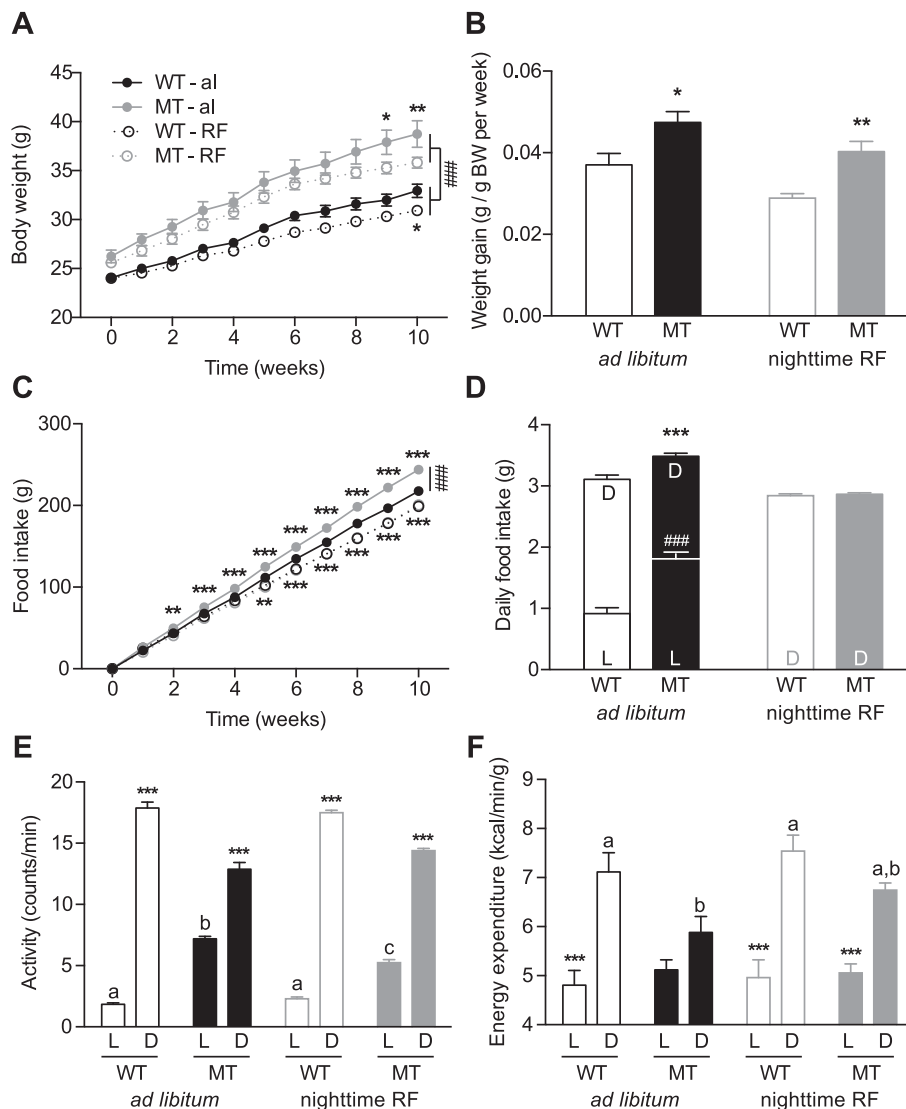 A
WT - al
MT - al
WT - RF
MT - RF
Body weight (g)
40
35
30
25
20
* **
###
*
0 2 4 6 8 10
Time (weeks)
B
Weight gain (g / g BW per week)
0.06
0.04
0.02
0.00
*
**
WT MT WT MT
ad libitum nighttime RF
C
Food intake (g)
300
200
100
0
** *** *** *** *** *** *** *** ***
###
** *** *** *** *** ***
0 2 4 6 8 10
Time (weeks)
D
Daily food intake (g)
4
3
2
1
0
***
D D
###
L L D D
WT MT WT MT
ad libitum nighttime RF
E
Activity (counts/min)
20
15
10
5
0
*** *** *** ***
a b a c
L D L D L D L D
WT MT WT MT
ad libitum nighttime RF
F
Energy expenditure (kcal/min/g)
9
8
7
6
5
4
a b a a,b
*** *** ***
L D L D L D L D
WT MT WT MT
ad libitum nighttime RF